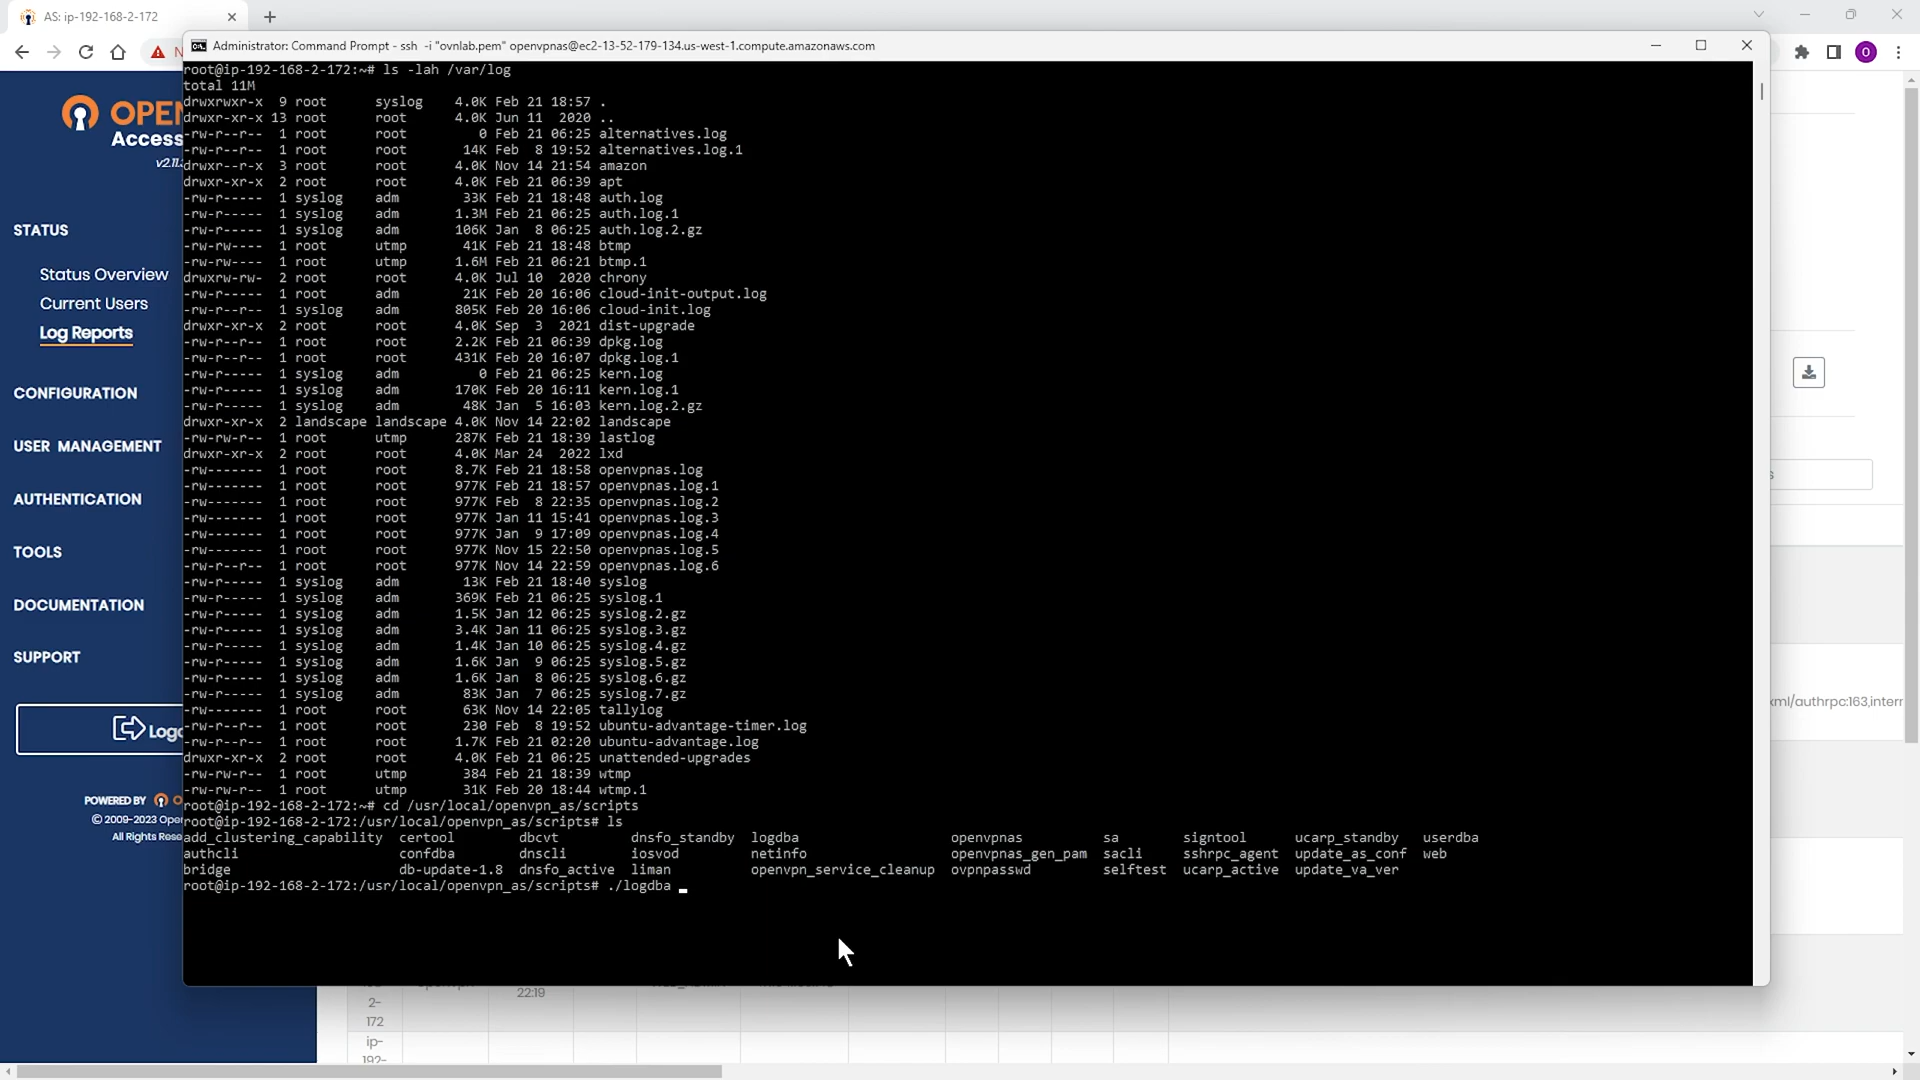 AS: ip-192-168-2-172
Administrator: Command Prompt - ssh -i "ovnlab.pem" openvpnas@ec2-13-52-179-134.us-west-1.compute.amazonaws.com
O
root@ip-192-168-2-172:~# ls -lah /var/log
total 11M
drwxrwxr-x 9 root syslog 4.0K Feb 21 18:57 .
drwxr-xr-x 13 root root 4.0K Jun 11 2020 ..
-rw-r--r-- 1 root root 0 Feb 21 06:25 alternatives.log
-rw-r--r-- 1 root root 14K Feb 8 19:52 alternatives.log.1
drwxr--r-x 3 root root 4.0K Nov 14 21:54 amazon
drwxr-xr-x 2 root root 4.0K Feb 21 06:39 apt
-rw-r----- 1 syslog adm 33K Feb 21 18:48 auth.log
-rw-r----- 1 syslog adm 1.3M Feb 21 06:25 auth.log.1
-rw-r----- 1 syslog adm 106K Jan 8 06:25 auth.log.2.gz
-rw-rw---- 1 root utmp 41K Feb 21 18:48 btmp
-rw-rw---- 1 root utmp 1.6M Feb 21 06:21 btmp.1
drwxrw-rw- 2 root root 4.0K Jul 10 2020 chrony
-rw-r----- 1 root adm 21K Feb 20 16:06 cloud-init-output.log
-rw-r--r-- 1 syslog adm 805K Feb 20 16:06 cloud-init.log
drwxr-xr-x 2 root root 4.0K Sep 3 2021 dist-upgrade
-rw-r--r-- 1 root root 2.2K Feb 21 06:39 dpkg.log
-rw-r--r-- 1 root root 431K Feb 20 16:07 dpkg.log.1
-rw-r----- 1 syslog adm 0 Feb 21 06:25 kern.log
-rw-r----- 1 syslog adm 170K Feb 20 16:11 kern.log.1
-rw-r----- 1 syslog adm 48K Jan 5 16:03 kern.log.2.gz
drwxr-xr-x 2 landscape landscape 4.0K Nov 14 22:02 landscape
-rw-rw-r-- 1 root utmp 287K Feb 21 18:39 lastlog
drwxr-xr-x 2 root root 4.0K Mar 24 2022 lxd
-rw------- 1 root root 8.7K Feb 21 18:58 openvpnas.log
-rw------- 1 root root 977K Feb 21 18:57 openvpnas.log.1
-rw------- 1 root root 977K Feb 8 22:35 openvpnas.log.2
-rw------- 1 root root 977K Jan 11 15:41 openvpnas.log.3
-rw------- 1 root root 977K Jan 9 17:09 openvpnas.log.4
-rw------- 1 root root 977K Nov 15 22:50 openvpnas.log.5
-rw-r--r-- 1 root root 977K Nov 14 22:59 openvpnas.log.6
-rw-r----- 1 syslog adm 13K Feb 21 18:40 syslog
-rw-r----- 1 syslog adm 369K Feb 21 06:25 syslog.1
-rw-r----- 1 syslog adm 1.5K Jan 12 06:25 syslog.2.gz
-rw-r----- 1 syslog adm 3.4K Jan 11 06:25 syslog.3.gz
-rw-r----- 1 syslog adm 1.4K Jan 10 06:25 syslog.4.gz
-rw-r----- 1 syslog adm 1.6K Jan 9 06:25 syslog.5.gz
-rw-r----- 1 syslog adm 1.6K Jan 8 06:25 syslog.6.gz
-rw-r----- 1 syslog adm 83K Jan 7 06:25 syslog.7.gz
-rw-r----- 1 root root 63K Nov 14 22:05 tallylog
-rw-r--r-- 1 root root 230 Feb 8 19:52 ubuntu-advantage-timer.log
-rw-r--r-- 1 root root 1.7K Feb 21 02:20 ubuntu-advantage.log
drwxr-xr-x 2 root root 4.0K Feb 21 06:25 unattended-upgrades
-rw-rw-r-- 1 root utmp 384 Feb 21 18:39 wtmp
-rw-rw-r-- 1 root utmp 31K Feb 20 18:44 wtmp.1
root@ip-192-168-2-172:~# cd /usr/local/openvpn_as/scripts
root@ip-192-168-2-172:/usr/local/openvpn_as/scripts# ls
add_clustering_capability certool dbcvt dnsfo_standby logdba openvpnas sa signtool ucarp_standby userdba
authcli confdba dnscli iosvod netinfo openvpnas_gen_pam sacli sshrpc_agent update_as_conf web
bridge db-update-1.8 dnsfo_active liman openvpn_service_cleanup ovpnpasswd selftest ucarp_active update_va_ver
root@ip-192-168-2-172:/usr/local/openvpn_as/scripts# ./logdba
OPEN
Access
v2.11.
STATUS
Status Overview
Current Users
Log Reports
CONFIGURATION
USER MANAGEMENT
AUTHENTICATION
TOOLS
DOCUMENTATION
SUPPORT
Logo
POWERED BY O
© 2009-2023 Open
All Rights Rese
xml/authrpc:163,intern
22:19
2-
172
ip-
192-